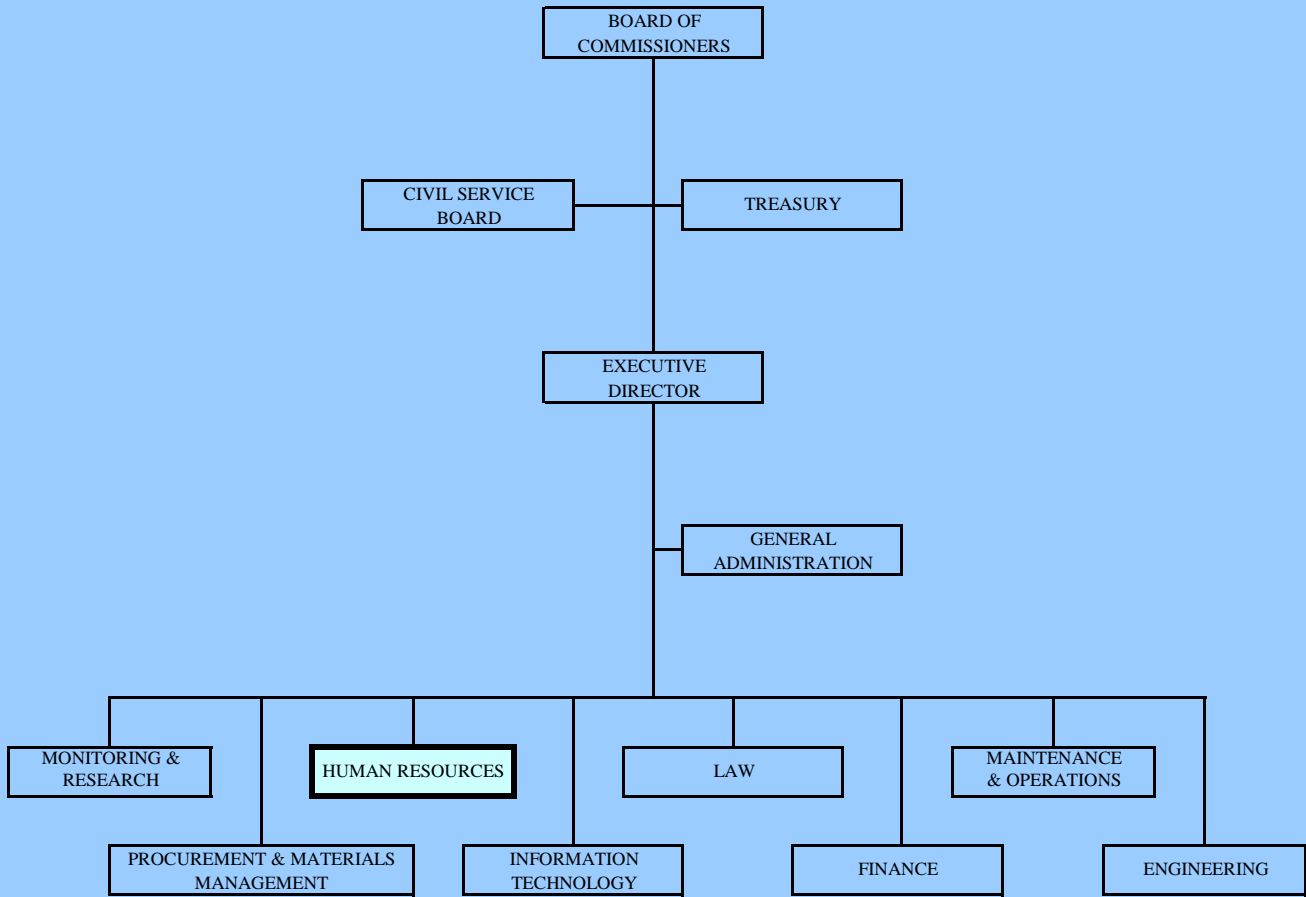 BOARD OF
COMMISSIONERS
CIVIL SERVICE
BOARD
TREASURY
EXECUTIVE
DIRECTOR
GENERAL
ADMINISTRATION
MONITORING &
RESEARCH
HUMAN RESOURCES
LAW
MAINTENANCE
& OPERATIONS
PROCUREMENT & MATERIALS
MANAGEMENT
INFORMATION
TECHNOLOGY
FINANCE
ENGINEERING